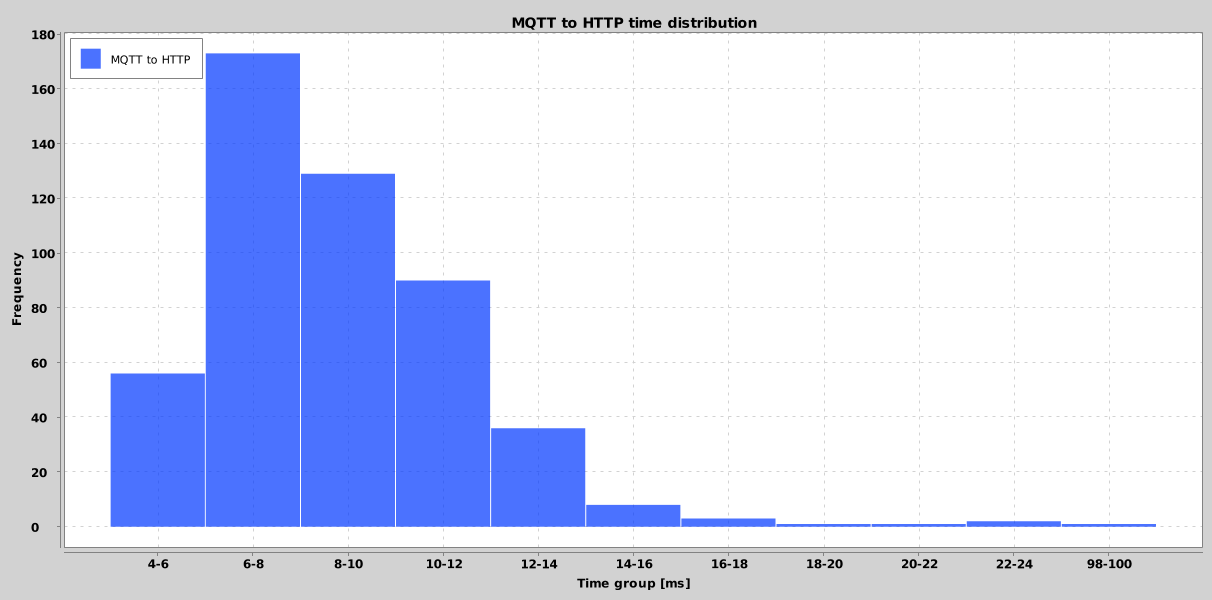 MQTT to HTTP time distribution
MQTT to HTTP
Frequency
180
160
140
120
100
80
60
40
20
0
4-6 6-8 8-10 10-12 12-14 14-16 16-18 18-20 20-22 22-24 98-100
Time group [ms]